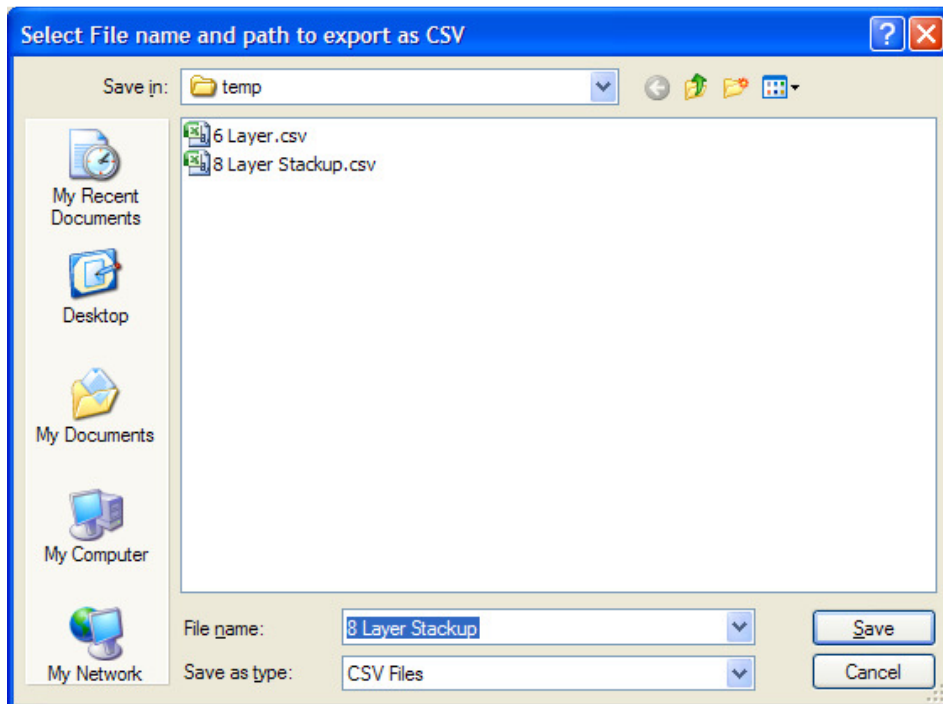 Select File name and path to export as CSV
Save in:
temp
6 Layer.csv
8 Layer Stackup.csv
My Recent
Documents
Desktop
My Documents
My Computer
My Network
File name:
8 Layer Stackup
Save
Save as type:
CSV Files
Cancel